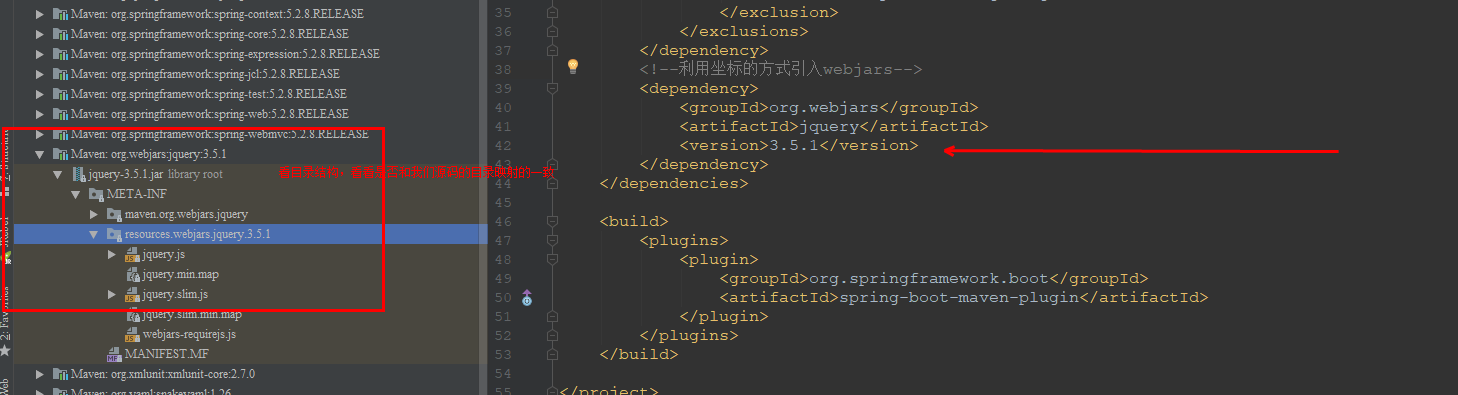 Maven: org.springframework:spring-context:5.2.8.RELEASE
Maven: org.springframework:spring-core:5.2.8.RELEASE
Maven: org.springframework:spring-expression:5.2.8.RELEASE
Maven: org.springframework:spring-jcl:5.2.8.RELEASE
Maven: org.springframework:spring-test:5.2.8.RELEASE
Maven: org.springframework:spring-web:5.2.8.RELEASE
Maven: org.springframework:spring-webmvc:5.2.8.RELEASE
Maven: org.webjars:jquery:3.5.1
jquery-3.5.1.jar library root
META-INF
maven.org.webjars.jquery
resources.webjars.jquery.3.5.1
jquery.js
jquery.min.map
jquery.slim.js
jquery.slim.min.map
webjars-requirejs.js
MANIFEST.MF
Maven: org.xmlunit:xmlunit-core:2.7.0
Maven: org.yaml:snakeyaml:1.26
2: Favorites
Web
35 </exclusion>
36 </exclusions>
37 </dependency>
38 <!--利用坐标的方式引入webjars-->
39 <dependency>
40 <groupId>org.webjars</groupId>
41 <artifactId>jquery</artifactId>
42 <version>3.5.1</version>
43 </dependency>
44 </dependencies>
45
46 <build>
47 <plugins>
48 <plugin>
49 <groupId>org.springframework.boot</groupId>
50 <artifactId>spring-boot-maven-plugin</artifactId>
51 </plugin>
52 </plugins>
53 </build>
54
55 </project>